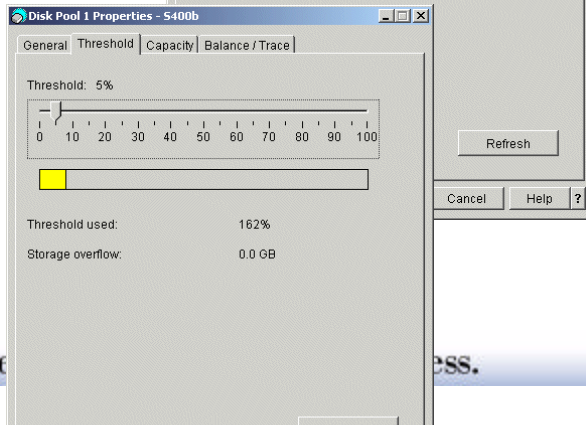 Disk Pool 1 Properties - S400b
General Threshold Capacity Balance / Trace
Threshold: 5%
0 10 20 30 40 50 60 70 80 90 100
Refresh
Cancel Help ?
Threshold used: 162%
Storage overflow: 0.0 GB
ess.